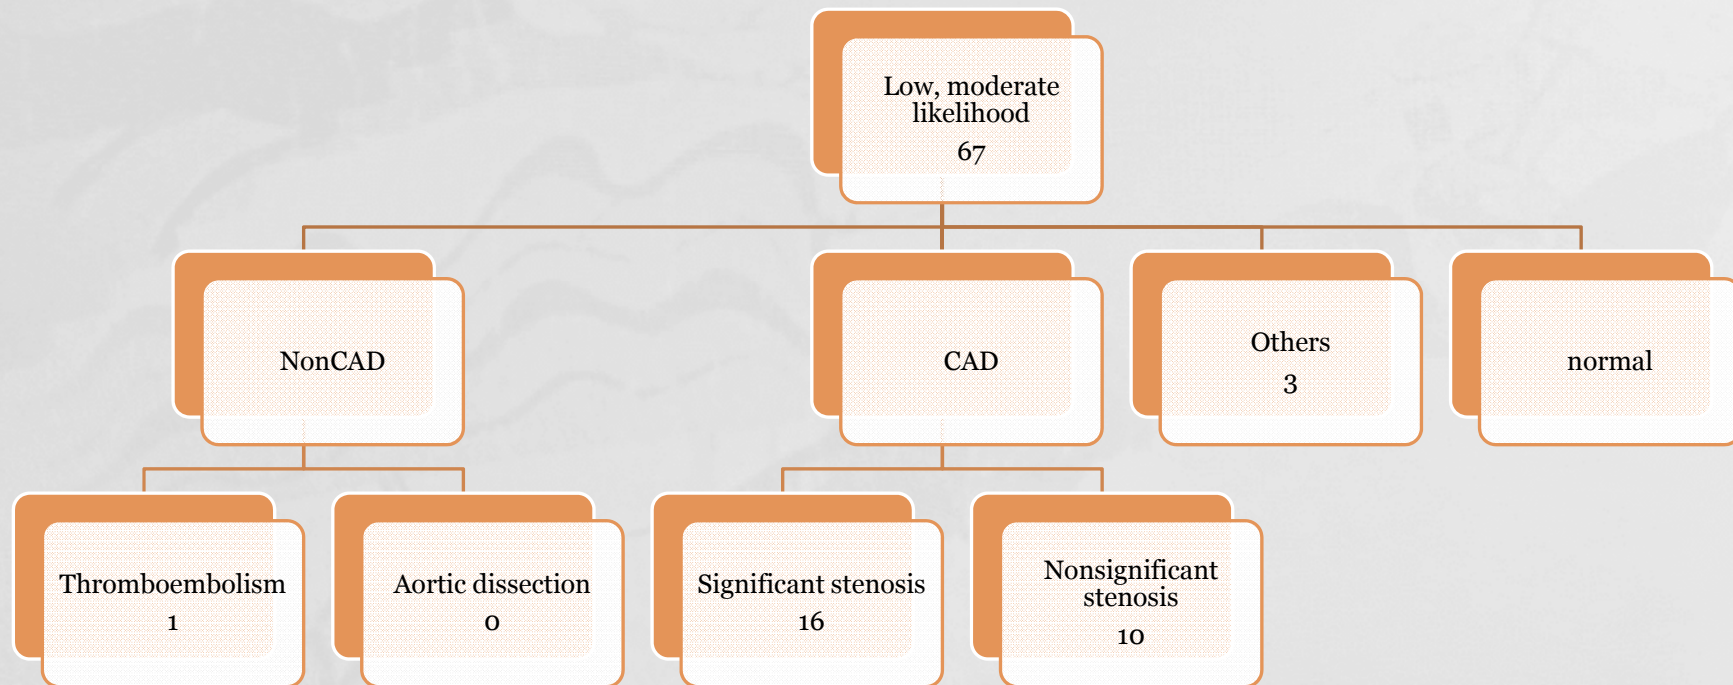 Low, moderate
likelihood
67
NonCAD
CAD
Others
3
normal
Thromboembolism
1
Aortic dissection
0
Significant stenosis
16
Nonsignificant
stenosis
10